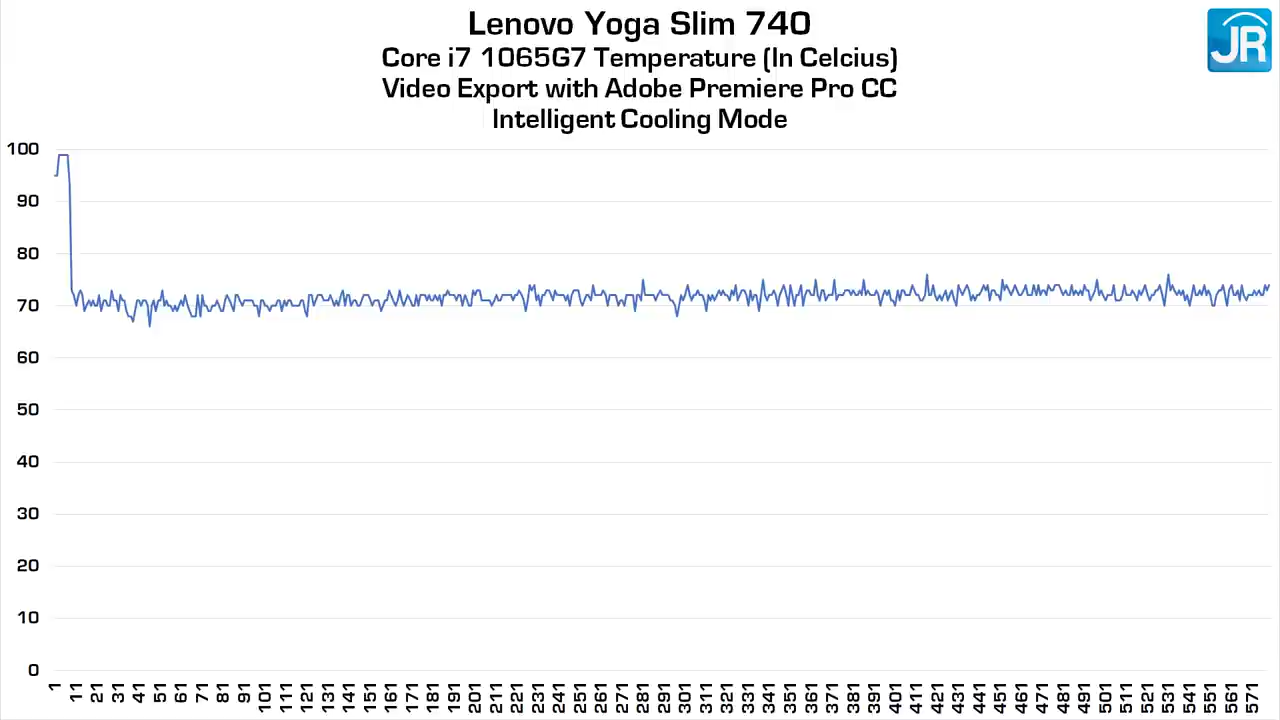 Lenovo Yoga Slim 740
JR
Core i7 1065G7 Temperature (In Celcius)
Video Export with Adobe Premiere Pro CC
Intelligent Cooling Mode
100
90
80
70
60
50
40
30
20
10
0
1 11 21 31 41 51 61 71 81 91 101 111 121 131 141 151 161 171 181 191 201 211 221 231 241 251 261 271 281 291 301 311 321 331 341 351 361 371 381 391 401 411 421 431 441 451 461 471 481 491 501 511 521 531 541 551 561 571